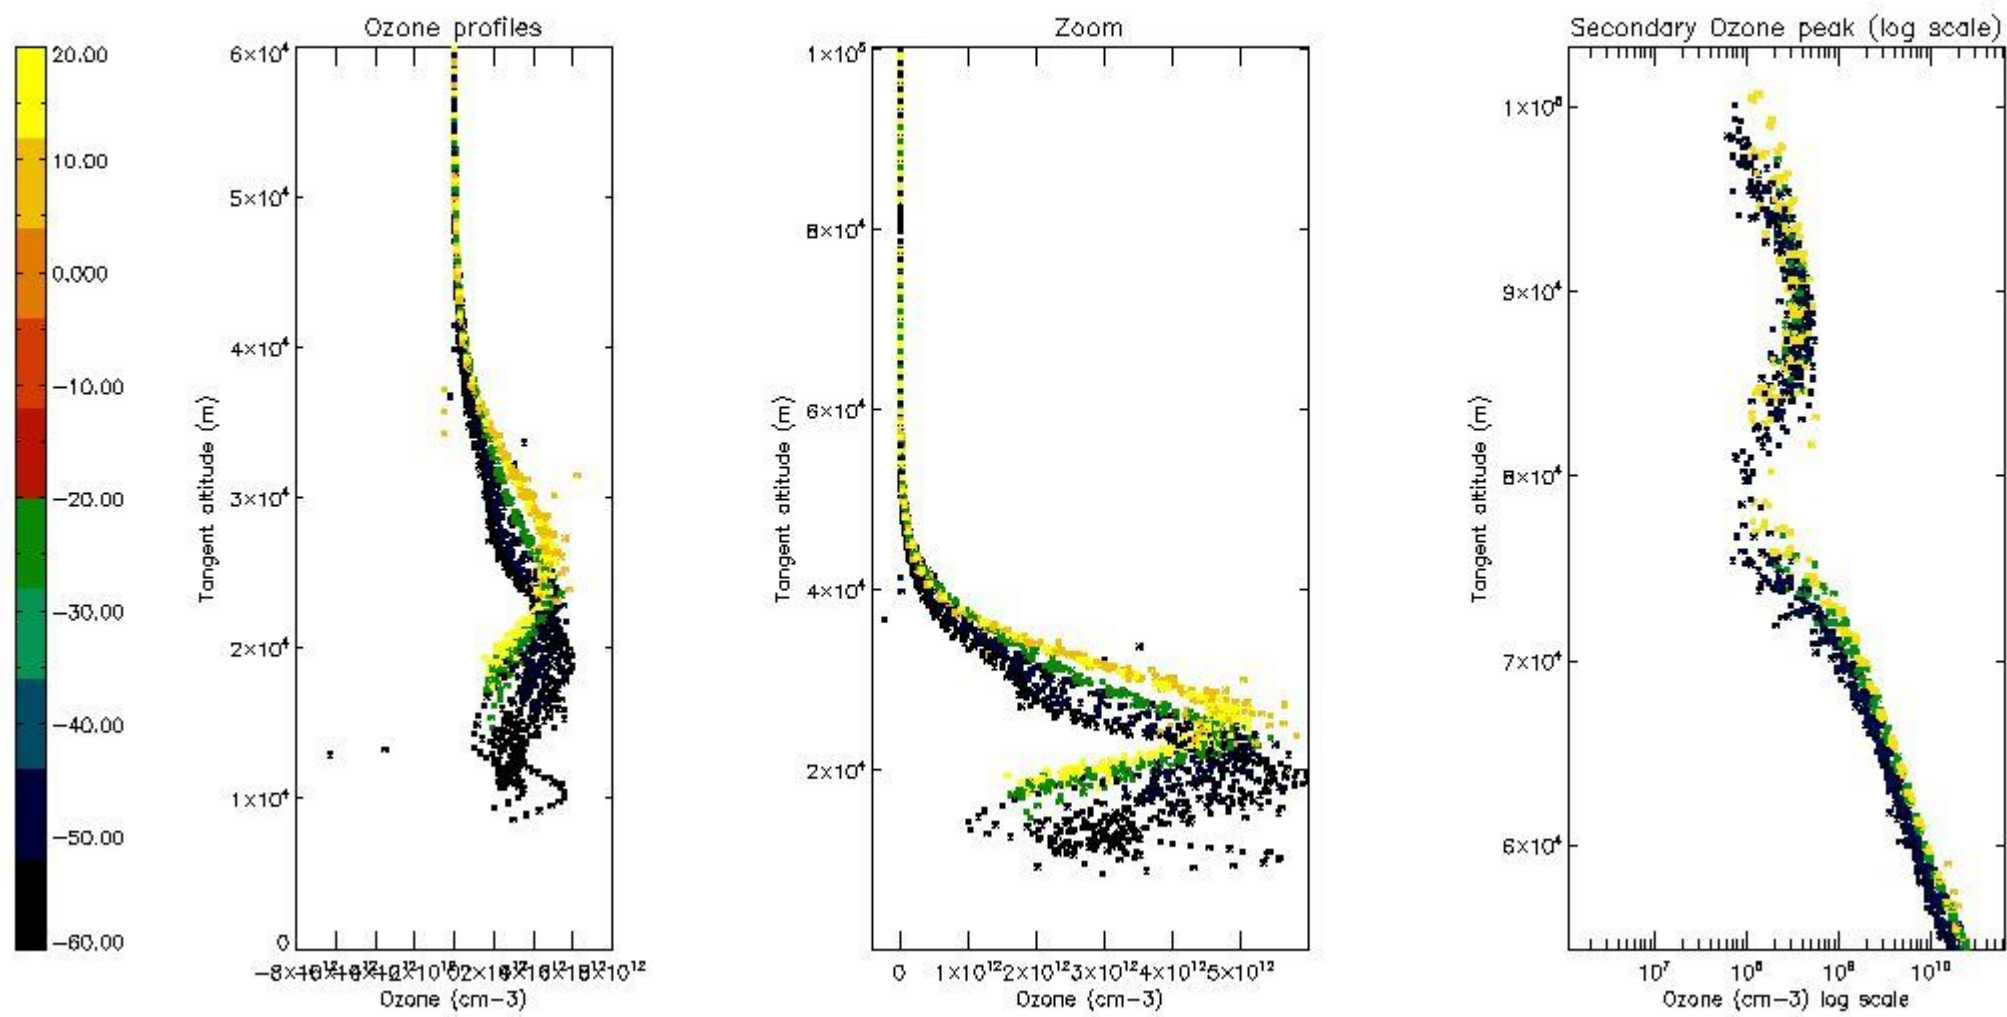 Ozone profiles
Zoom
Secondary Ozone peak (log scale)
20.00
10.00
0.000
−10.00
−20.00
−30.00
−40.00
−50.00
−60.00
6×10⁴
5×10⁴
4×10⁴
3×10⁴
2×10⁴
1×10⁴
0
Tangent altitude (m)
Ozone (cm−3)
1×10⁵
8×10⁴
6×10⁴
4×10⁴
2×10⁴
Tangent altitude (m)
0 1×10¹² 2×10¹² 3×10¹² 4×10¹² 5×10¹²
Ozone (cm−3)
1×10⁵
9×10⁴
8×10⁴
7×10⁴
6×10⁴
Tangent altitude (m)
10⁷ 10⁸ 10⁹ 10¹⁰
Ozone (cm−3) log scale